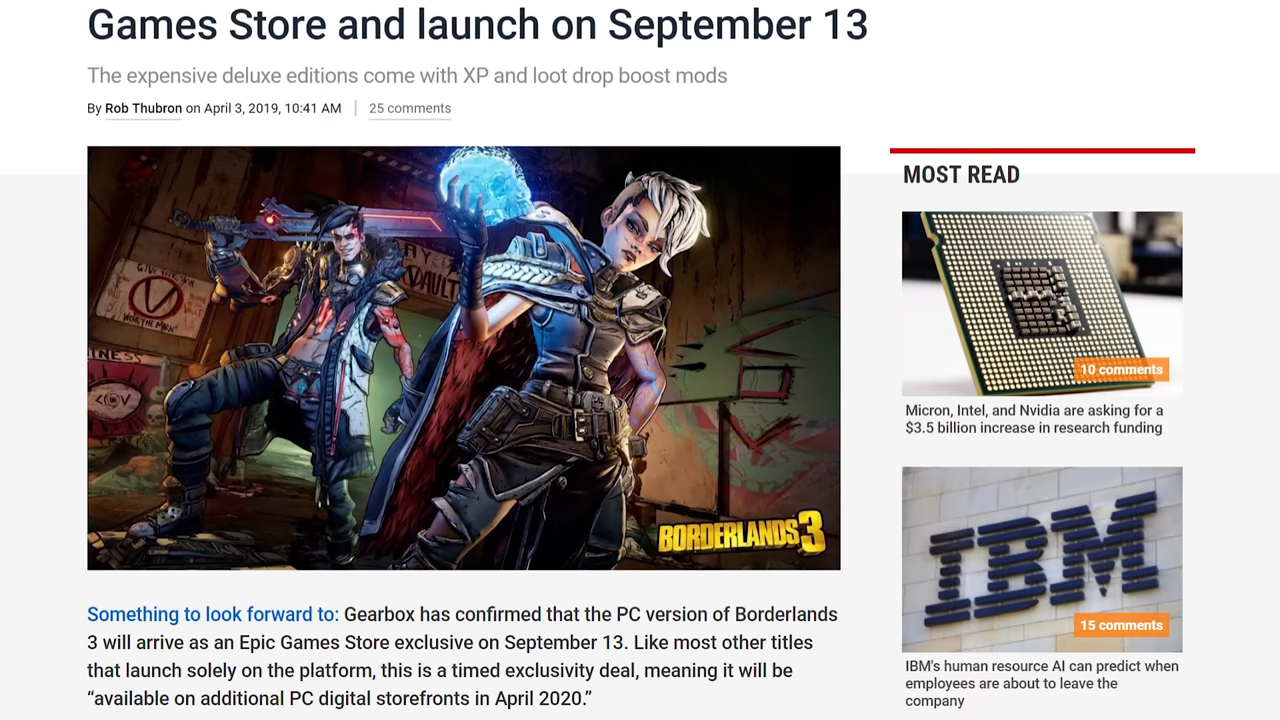 Games Store and launch on September 13
The expensive deluxe editions come with XP and loot drop boost mods
By Rob Thubron on April 3, 2019, 10:41 AM
25 comments
VAULT
BORDERLANDS 3
Something to look forward to: Gearbox has confirmed that the PC version of Borderlands
3 will arrive as an Epic Games Store exclusive on September 13. Like most other titles
that launch solely on the platform, this is a timed exclusivity deal, meaning it will be
“available on additional PC digital storefronts in April 2020.”
MOST READ
10 comments
Micron, Intel, and Nvidia are asking for a
$3.5 billion increase in research funding
IBM
15 comments
IBM's human resource AI can predict when
employees are about to leave the
company